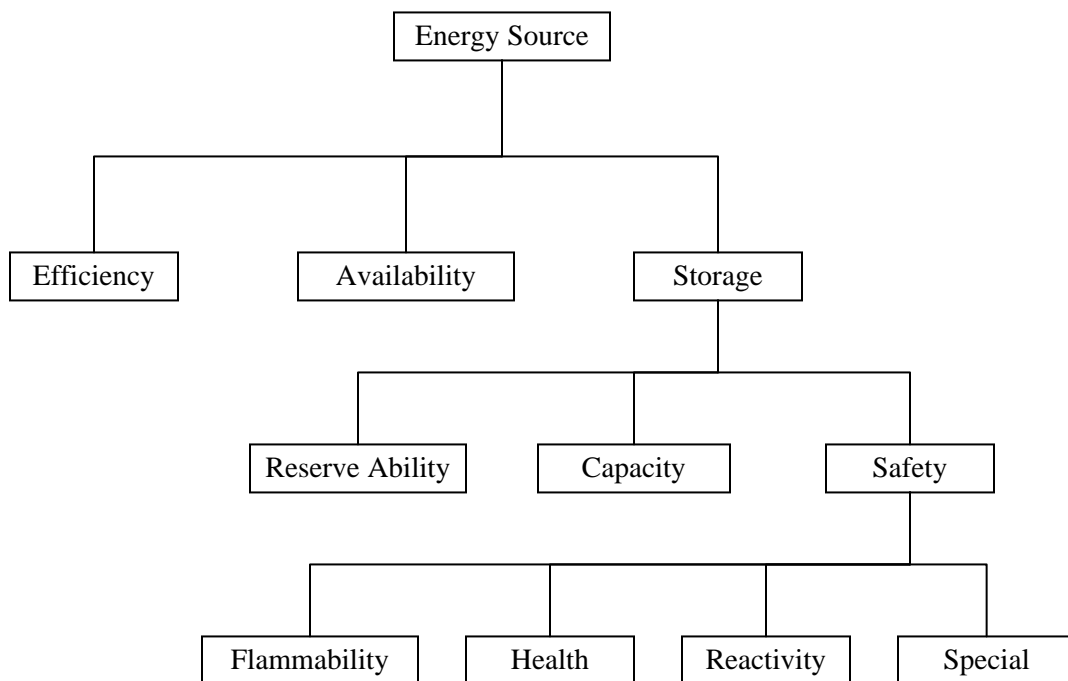 Energy Source
Efficiency
Availability
Storage
Reserve Ability
Capacity
Safety
Flammability
Health
Reactivity
Special